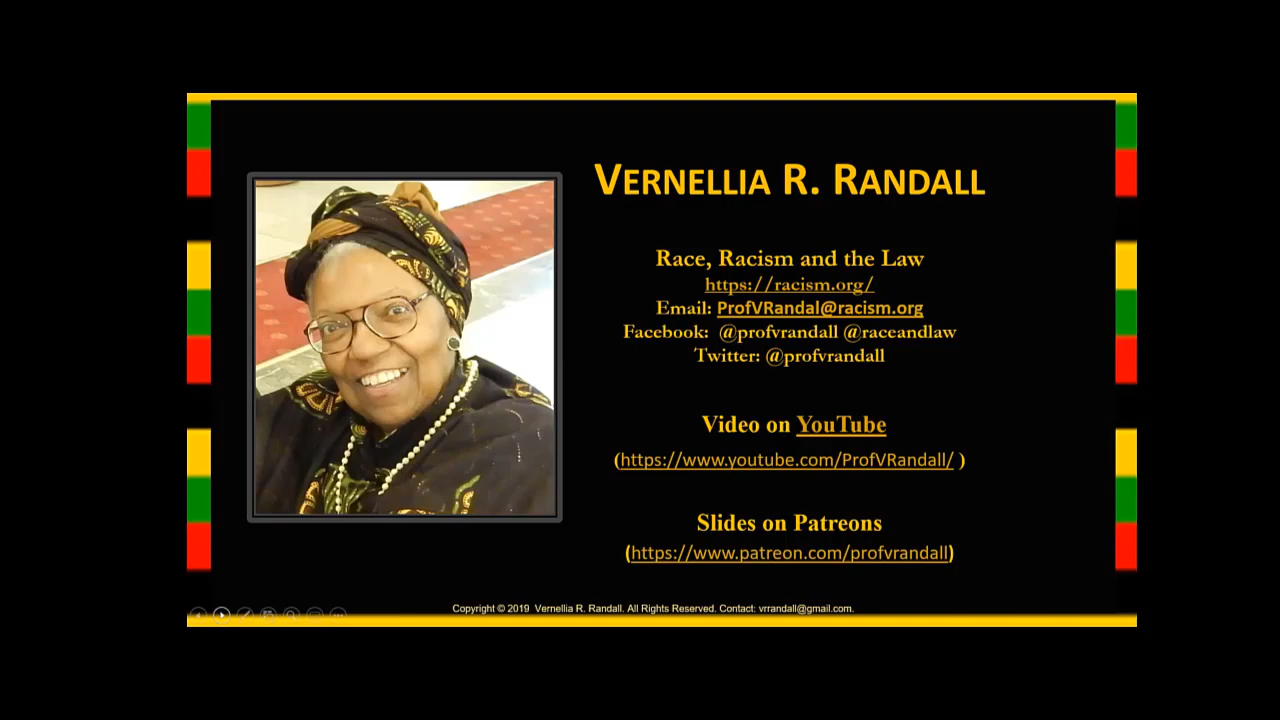 VERNELLIA R. RANDALL
Race, Racism and the Law
https://racism.org/
Email: ProfVRandal@racism.org
Facebook: @profvrandall @raceandlaw
Twitter: @profvrandall
Video on YouTube
(https://www.youtube.com/ProfVRandall/ )
Slides on Patreons
(https://www.patreon.com/profvrandall)
Copyright © 2019 Vernellia R. Randall. All Rights Reserved. Contact: vrrandall@gmail.com.